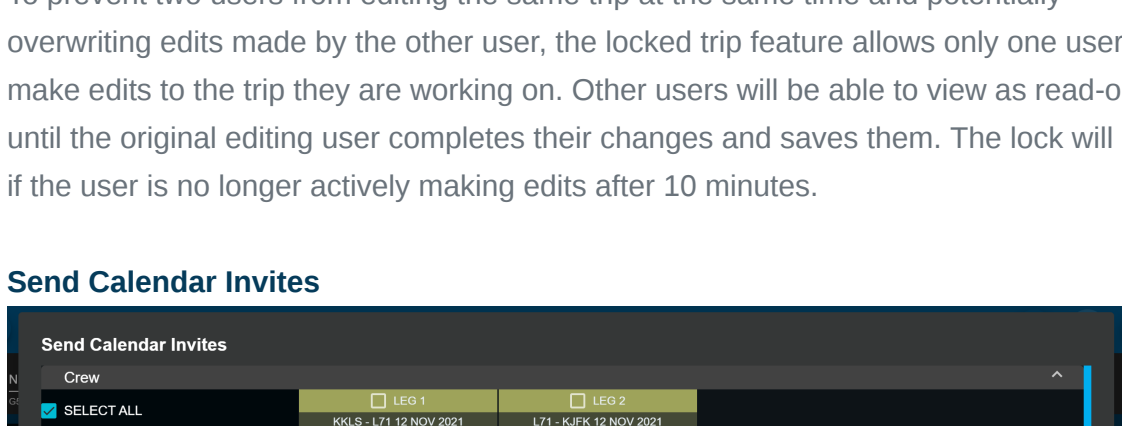 To prevent two users from editing the same trip at the same time and potentially
overwriting edits made by the other user, the locked trip feature allows only one user
make edits to the trip they are working on. Other users will be able to view as read-o
until the original editing user completes their changes and saves them. The lock will
if the user is no longer actively making edits after 10 minutes.
Send Calendar Invites
Send Calendar Invites
Crew
SELECT ALL
LEG 1
LEG 2
KKLS - L71 12 NOV 2021
L71 - KJFK 12 NOV 2021